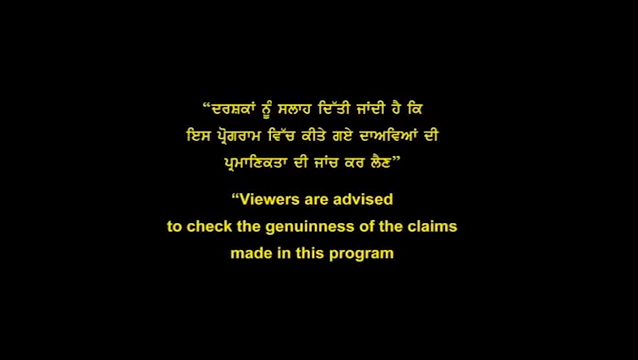 “ਦਰਸ਼ਕਾਂ ਨੂੰ ਸਲਾਹ ਦਿੱਤੀ ਜਾਂਦੀ ਹੈ ਕਿ
ਇਸ ਪ੍ਰੋਗਰਾਮ ਵਿੱਚ ਕੀਤੇ ਗਏ ਦਾਅਵਿਆਂ ਦੀ
ਪ੍ਰਮਾਣਿਕਤਾ ਦੀ ਜਾਂਚ ਕਰ ਲੈਣ”
“Viewers are advised
to check the genuinness of the claims
made in this program